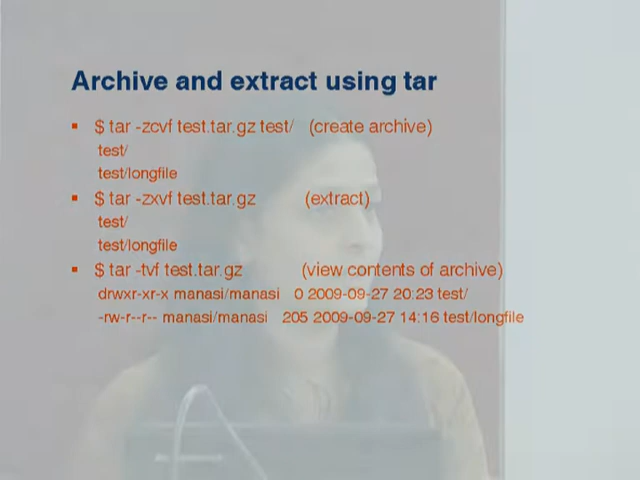 Archive and extract using tar
▪ $ tar -zcvf test.tar.gz test/ (create archive)
test/
test/longfile
▪ $ tar -zxvf test.tar.gz (extract)
test/
test/longfile
▪ $ tar -tvf test.tar.gz (view contents of archive)
drwxr-xr-x manasi/manasi 0 2009-09-27 20:23 test/
-rw-r--r-- manasi/manasi 205 2009-09-27 14:16 test/longfile